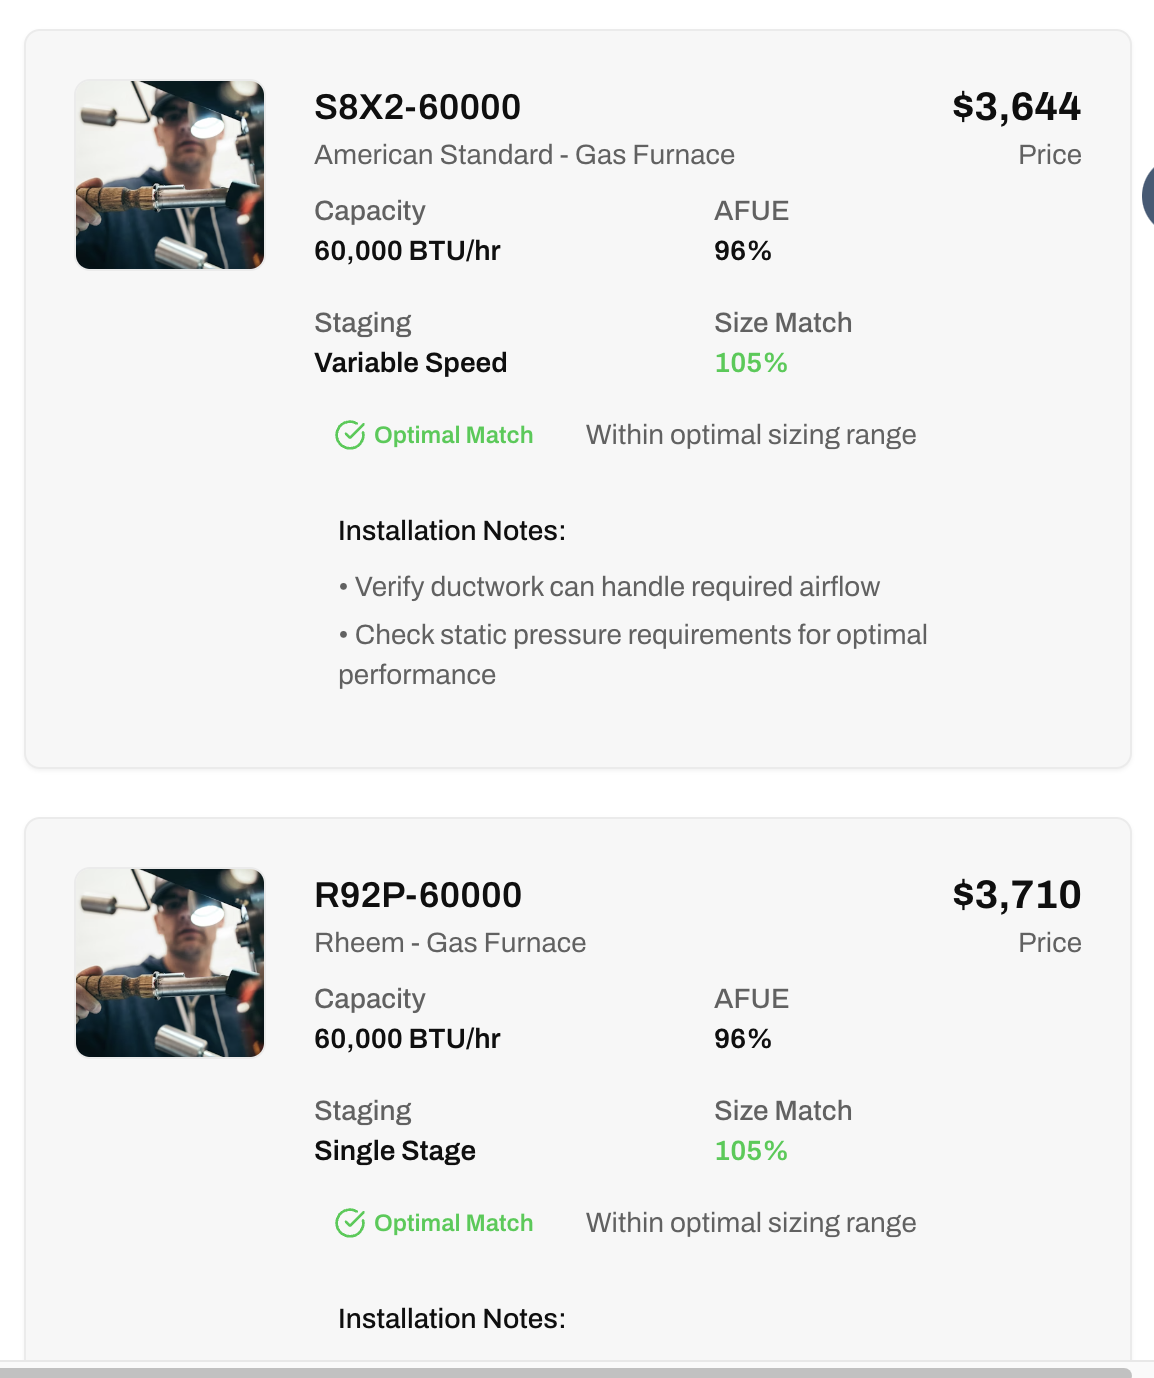 S8X2-60000
$3,644
American Standard - Gas Furnace
Price
Capacity
AFUE
60,000 BTU/hr
96%
Staging
Size Match
Variable Speed
105%
Optimal Match
Within optimal sizing range
Installation Notes:
• Verify ductwork can handle required airflow
• Check static pressure requirements for optimal
performance
R92P-60000
$3,710
Rheem - Gas Furnace
Price
Capacity
AFUE
60,000 BTU/hr
96%
Staging
Size Match
Single Stage
105%
Optimal Match
Within optimal sizing range
Installation Notes: